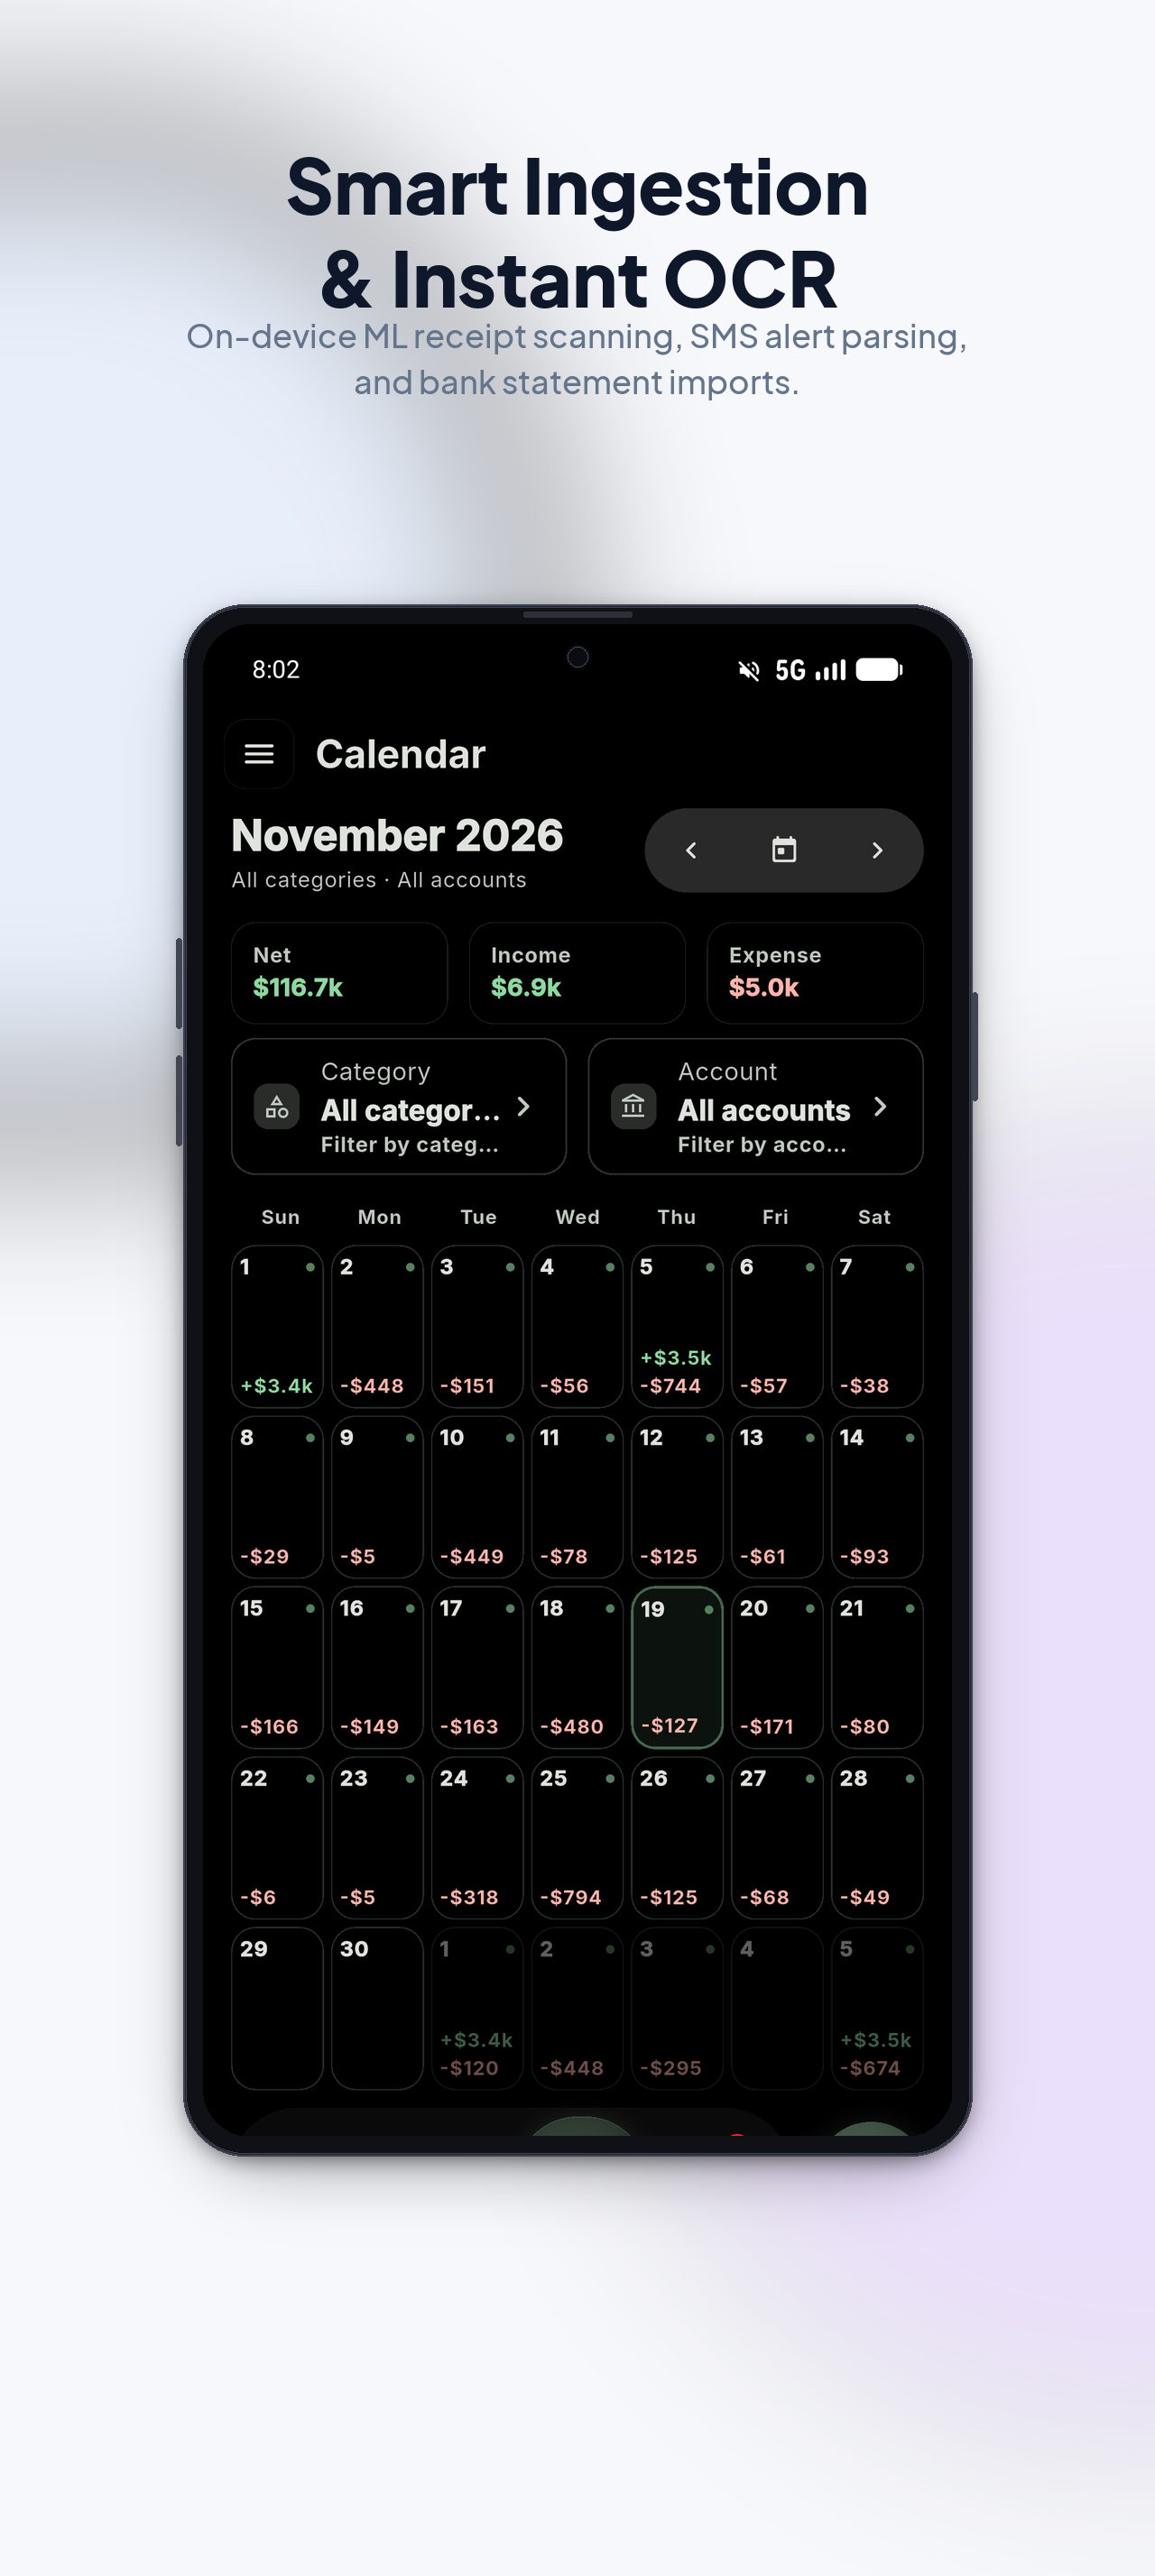 Smart Ingestion
& Instant OCR
On-device ML receipt scanning, SMS alert parsing,
and bank statement imports.
8:02 5G
Calendar
November 2026
All categories · All accounts
Net Income Expense
$116.7k $6.9k $5.0k
Category Account
All categor... All accounts
Filter by categ... Filter by acco...
Sun Mon Tue Wed Thu Fri Sat
1 2 3 4 5 6 7
+$3.5k
+$3.4k -$448 -$151 -$56 -$744 -$57 -$38
8 9 10 11 12 13 14
-$29 -$5 -$449 -$78 -$125 -$61 -$93
15 16 17 18 19 20 21
-$166 -$149 -$163 -$480 -$127 -$171 -$80
22 23 24 25 26 27 28
-$6 -$5 -$318 -$794 -$125 -$68 -$49
29 30 1 2 3 4 5
+$3.4k +$3.5k
-$120 -$448 -$295 -$674